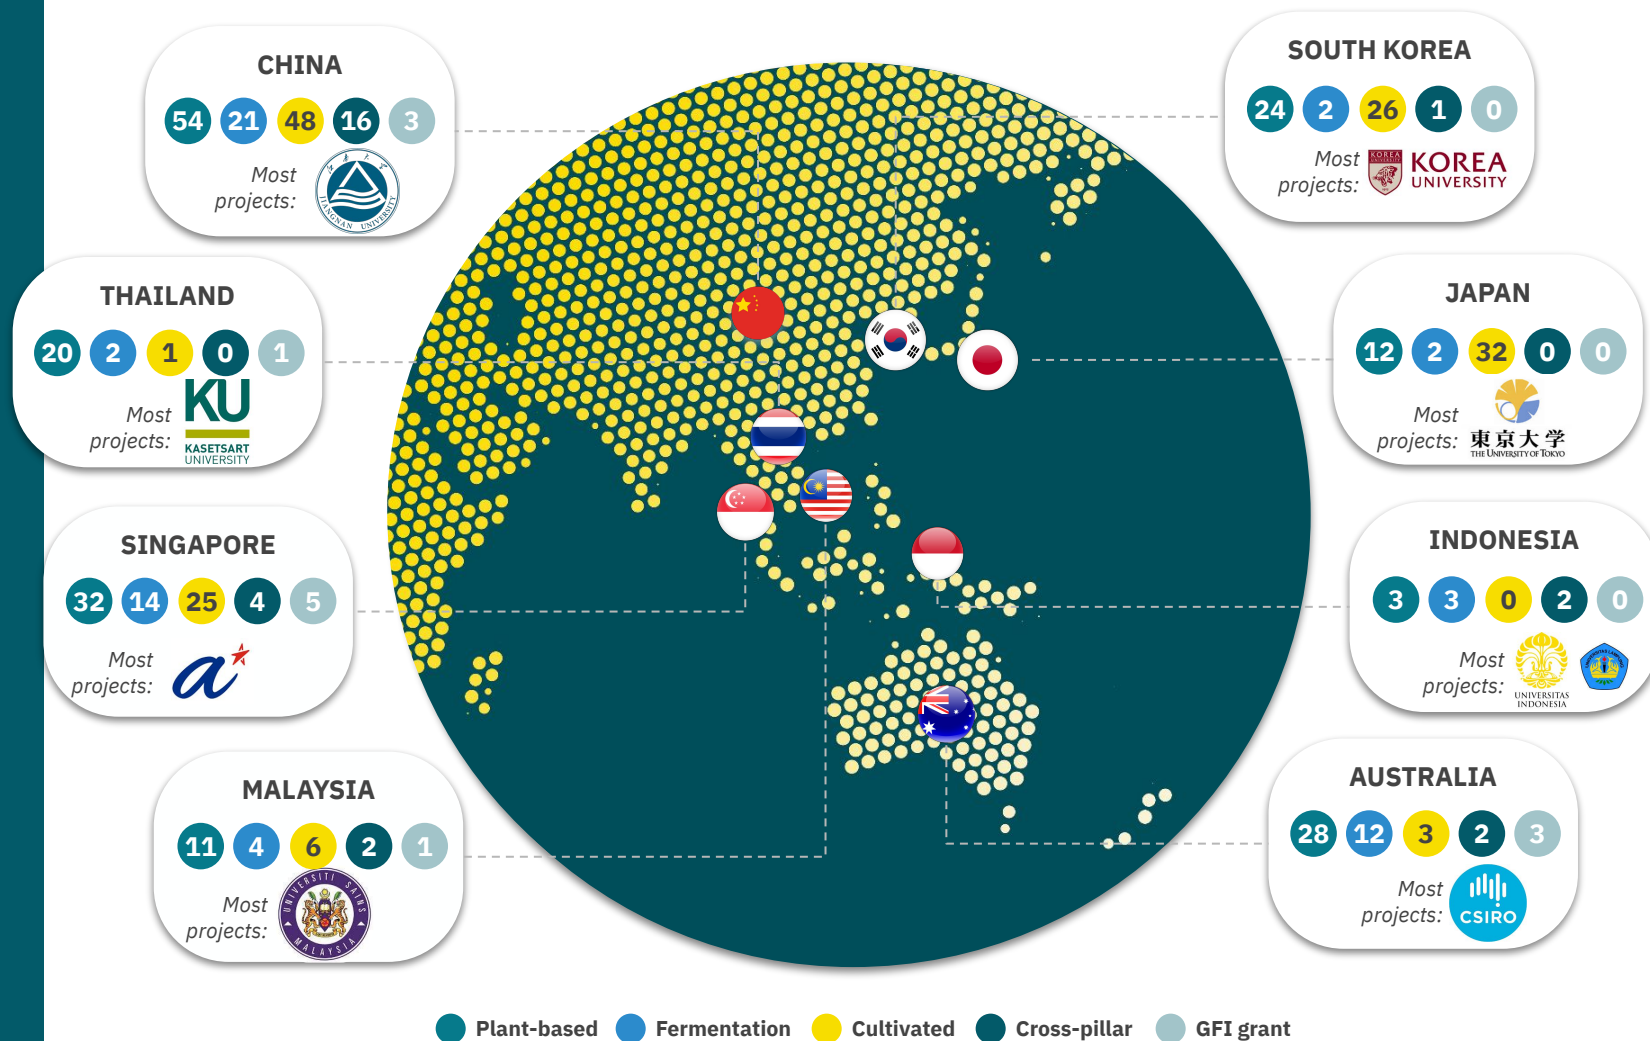 CHINA
54 21 48 16 3
Most
projects:
JIANGNAN UNIVERSITY
SOUTH KOREA
24 2 26 1 0
Most
projects:
KOREA
UNIVERSITY
THAILAND
20 2 1 0 1
Most
projects:
KU
KASETSART
UNIVERSITY
JAPAN
12 2 32 0 0
Most
projects:
東京大学
THE UNIVERSITY OF TOKYO
SINGAPORE
32 14 25 4 5
Most
projects:
a
INDONESIA
3 3 0 2 0
Most
projects:
UNIVERSITAS
INDONESIA
UNIVERSITAS LAMPUNG
MALAYSIA
11 4 6 2 1
Most
projects:
UNIVERSITI SAINS
MALAYSIA
AUSTRALIA
28 12 3 2 3
Most
projects:
CSIRO
Plant-based Fermentation Cultivated Cross-pillar GFI grant